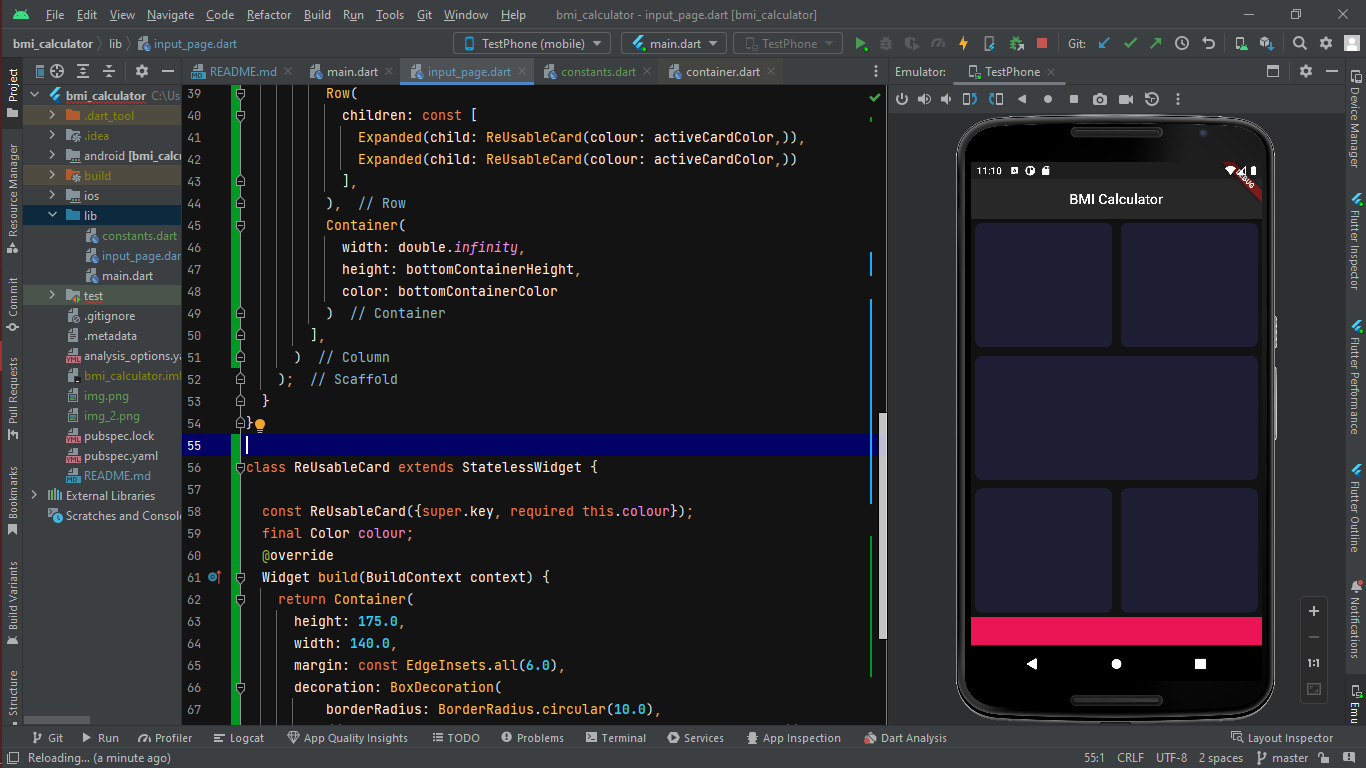 File Edit View Navigate Code Refactor Build Run Tools Git Window Help bmi_calculator - input_page.dart [bmi_calculator]
bmi_calculator lib input_page.dart TestPhone (mobile) main.dart TestPhone Git:
Project README.md main.dart input_page.dart constants.dart container.dart Emulator: TestPhone
bmi_calculator C:\Us
.dart_tool
.idea
android [bmi_calcu
build
ios
lib
constants.dart
input_page.dar
main.dart
test
.gitignore
.metadata
analysis_options.ya
bmi_calculator.iml
img.png
img_2.png
pubspec.lock
pubspec.yaml
README.md
External Libraries
Scratches and Consol
Resource Manager
Commit
Pull Requests
Bookmarks
Build Variants
Structure
39 Row(
40 children: const [
41 Expanded(child: ReUsableCard(colour: activeCardColor,)),
42 Expanded(child: ReUsableCard(colour: activeCardColor,))
43 ],
44 ), // Row
45 Container(
46 width: double.infinity,
47 height: bottomContainerHeight,
48 color: bottomContainerColor
49 ) // Container
50 ],
51 ) // Column
52 ); // Scaffold
53 }
54 }
55
56 class ReUsableCard extends StatelessWidget {
57
58 const ReUsableCard({super.key, required this.colour});
59 final Color colour;
60 @override
61 Widget build(BuildContext context) {
62 return Container(
63 height: 175.0,
64 width: 140.0,
65 margin: const EdgeInsets.all(6.0),
66 decoration: BoxDecoration(
67 borderRadius: BorderRadius.circular(10.0),
11:10
DEBUG
BMI Calculator
1:1
Device Manager
Flutter Inspector
Flutter Performance
Flutter Outline
Notifications
Emu
Git Run Profiler Logcat App Quality Insights TODO Problems Terminal Services App Inspection Dart Analysis Layout Inspector
Reloading... (a minute ago) 55:1 CRLF UTF-8 2 spaces master